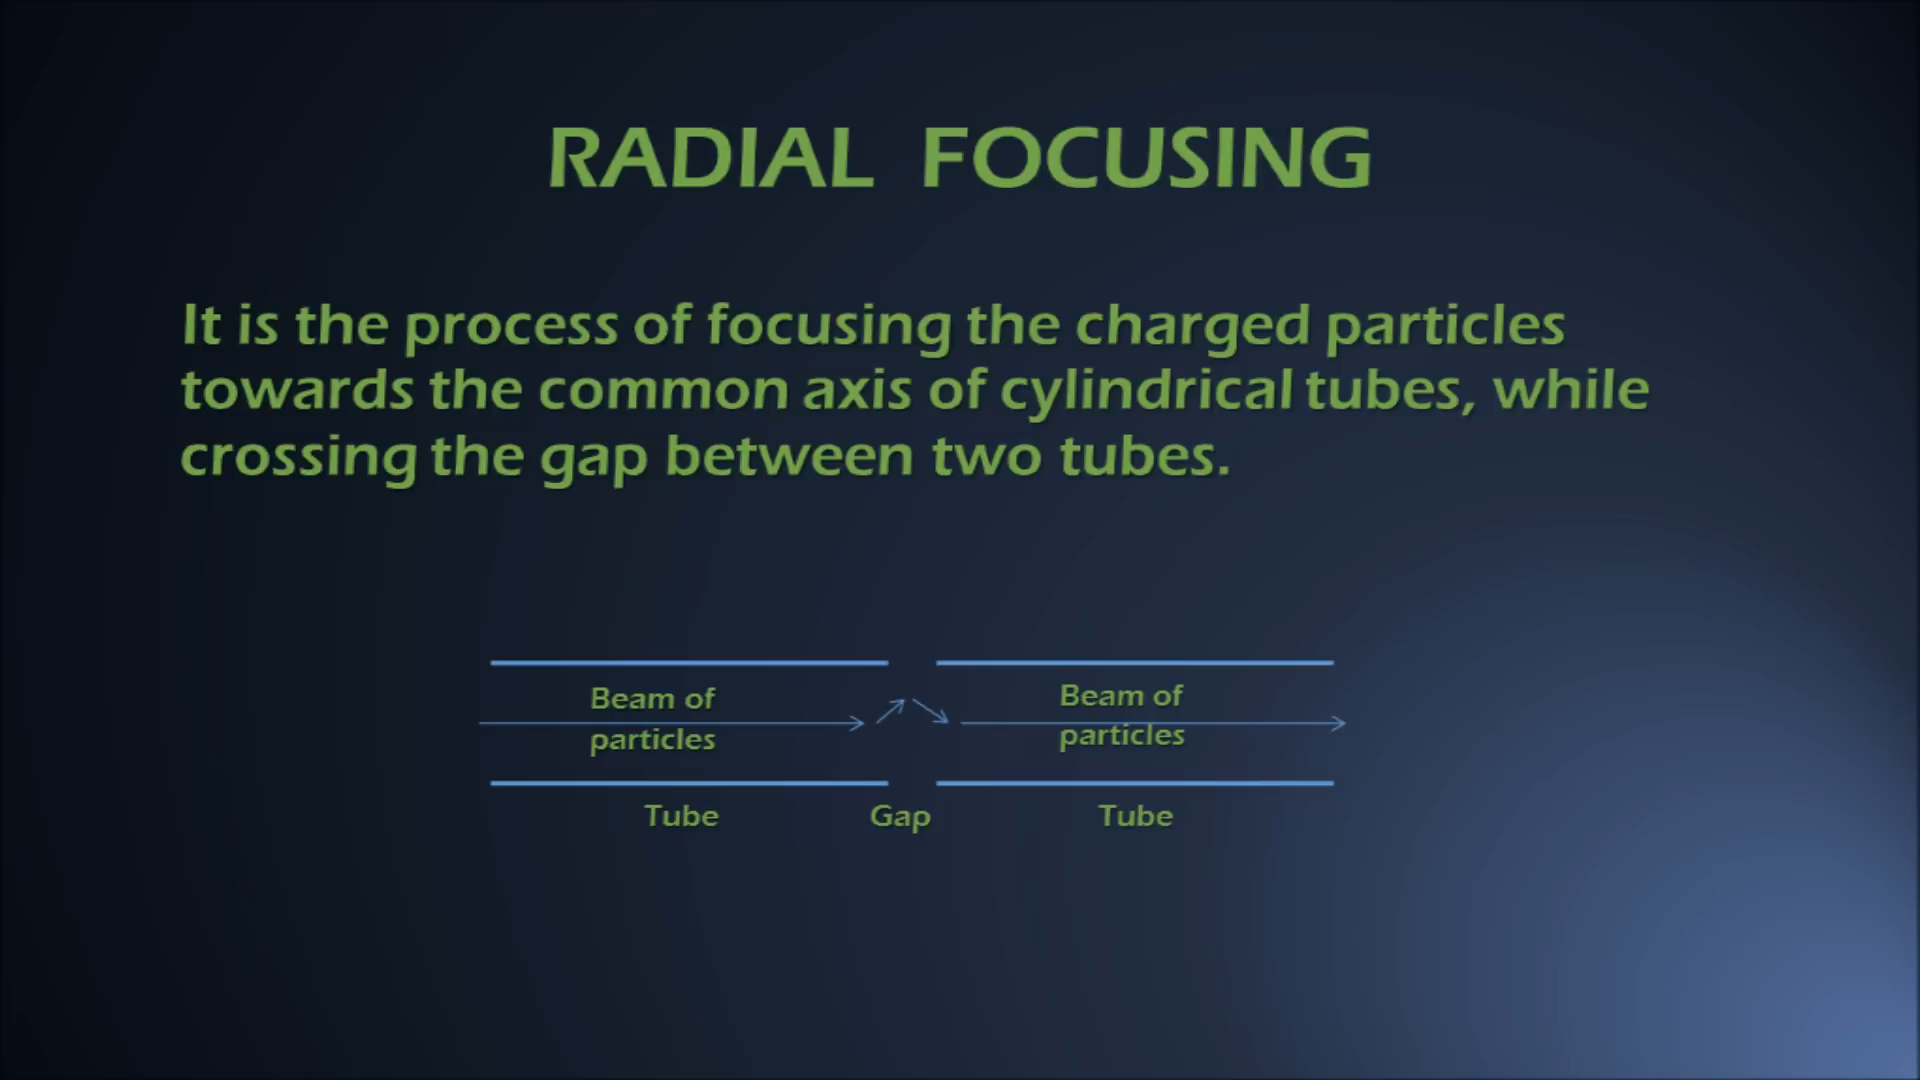 RADIAL FOCUSING
It is the process of focusing the charged particles
towards the common axis of cylindrical tubes, while
crossing the gap between two tubes.
Beam of
particles
Beam of
particles
Tube
Gap
Tube